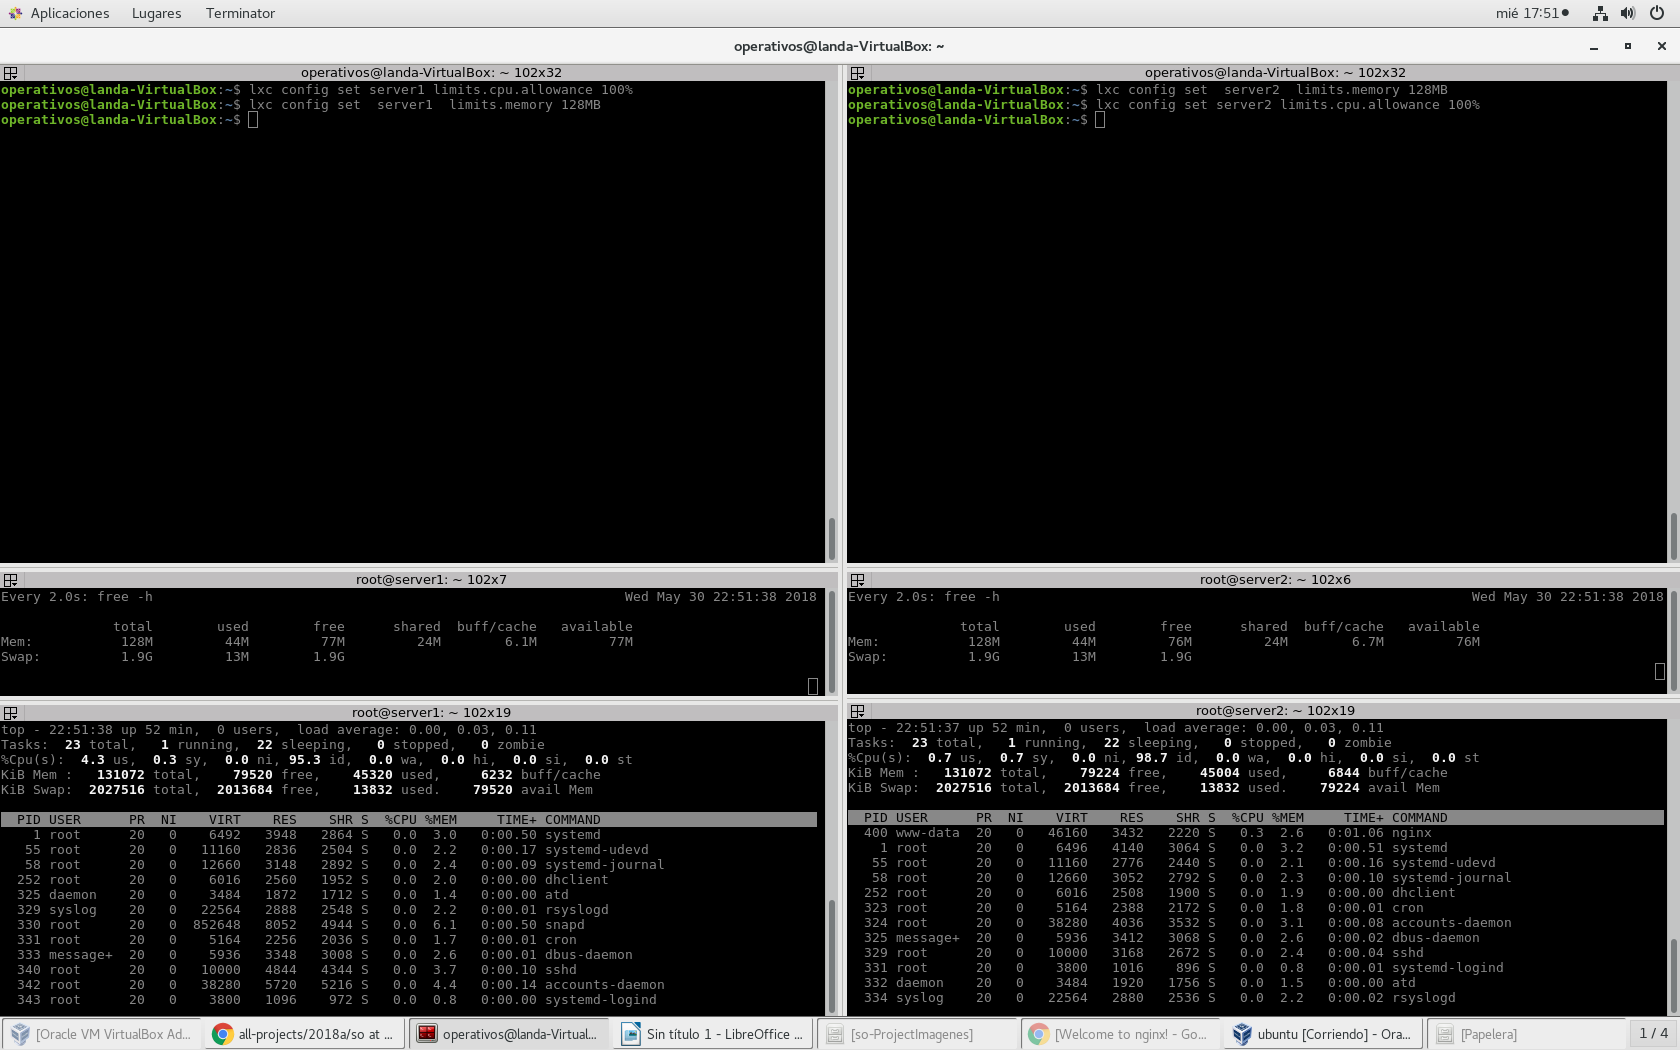 Aplicaciones Lugares Terminator mié 17:51
operativos@landa-VirtualBox: ~
operativos@landa-VirtualBox: ~ 102x32
operativos@landa-VirtualBox:~$ lxc config set server1 limits.cpu.allowance 100%
operativos@landa-VirtualBox:~$ lxc config set  server1  limits.memory 128MB
operativos@landa-VirtualBox:~$
operativos@landa-VirtualBox: ~ 102x32
operativos@landa-VirtualBox:~$ lxc config set  server2  limits.memory 128MB
operativos@landa-VirtualBox:~$ lxc config set server2 limits.cpu.allowance 100%
operativos@landa-VirtualBox:~$
root@server1: ~ 102x7
Every 2.0s: free -h Wed May 30 22:51:38 2018
total used free shared buff/cache available
Mem: 128M 44M 77M 24M 6.1M 77M
Swap: 1.9G 13M 1.9G
root@server2: ~ 102x6
Every 2.0s: free -h Wed May 30 22:51:38 2018
total used free shared buff/cache available
Mem: 128M 44M 76M 24M 6.7M 76M
Swap: 1.9G 13M 1.9G
root@server1: ~ 102x19
top - 22:51:38 up 52 min,  0 users,  load average: 0.00, 0.03, 0.11
Tasks:  23 total,   1 running,  22 sleeping,   0 stopped,   0 zombie
%Cpu(s):  4.3 us,  0.3 sy,  0.0 ni, 95.3 id,  0.0 wa,  0.0 hi,  0.0 si,  0.0 st
KiB Mem :   131072 total,    79520 free,    45320 used,     6232 buff/cache
KiB Swap:  2027516 total,  2013684 free,    13832 used.    79520 avail Mem
PID USER PR NI VIRT RES SHR S %CPU %MEM TIME+ COMMAND
1 root 20 0 6492 3948 2864 S 0.0 3.0 0:00.50 systemd
55 root 20 0 11160 2836 2504 S 0.0 2.2 0:00.17 systemd-udevd
58 root 20 0 12660 3148 2892 S 0.0 2.4 0:00.09 systemd-journal
252 root 20 0 6016 2560 1952 S 0.0 2.0 0:00.00 dhclient
325 daemon 20 0 3484 1872 1712 S 0.0 1.4 0:00.00 atd
329 syslog 20 0 22564 2888 2548 S 0.0 2.2 0:00.01 rsyslogd
330 root 20 0 852648 8052 4944 S 0.0 6.1 0:00.50 snapd
331 root 20 0 5164 2256 2036 S 0.0 1.7 0:00.01 cron
333 message+ 20 0 5936 3348 3008 S 0.0 2.6 0:00.01 dbus-daemon
340 root 20 0 10000 4844 4344 S 0.0 3.7 0:00.10 sshd
342 root 20 0 38280 5720 5216 S 0.0 4.4 0:00.14 accounts-daemon
343 root 20 0 3800 1096 972 S 0.0 0.8 0:00.00 systemd-logind
root@server2: ~ 102x19
top - 22:51:37 up 52 min,  0 users,  load average: 0.00, 0.03, 0.11
Tasks:  23 total,   1 running,  22 sleeping,   0 stopped,   0 zombie
%Cpu(s):  0.7 us,  0.7 sy,  0.0 ni, 98.7 id,  0.0 wa,  0.0 hi,  0.0 si,  0.0 st
KiB Mem :   131072 total,    79224 free,    45004 used,     6844 buff/cache
KiB Swap:  2027516 total,  2013684 free,    13832 used.    79224 avail Mem
PID USER PR NI VIRT RES SHR S %CPU %MEM TIME+ COMMAND
400 www-data 20 0 46160 3432 2220 S 0.3 2.6 0:01.06 nginx
1 root 20 0 6496 4140 3064 S 0.0 3.2 0:00.51 systemd
55 root 20 0 11160 2776 2440 S 0.0 2.1 0:00.16 systemd-udevd
58 root 20 0 12660 3052 2792 S 0.0 2.3 0:00.10 systemd-journal
252 root 20 0 6016 2508 1900 S 0.0 1.9 0:00.00 dhclient
323 root 20 0 5164 2388 2172 S 0.0 1.8 0:00.01 cron
324 root 20 0 38280 4036 3532 S 0.0 3.1 0:00.08 accounts-daemon
325 message+ 20 0 5936 3412 3068 S 0.0 2.6 0:00.02 dbus-daemon
329 root 20 0 10000 3168 2672 S 0.0 2.4 0:00.04 sshd
331 root 20 0 3800 1016 896 S 0.0 0.8 0:00.01 systemd-logind
332 daemon 20 0 3484 1920 1756 S 0.0 1.5 0:00.00 atd
334 syslog 20 0 22564 2880 2536 S 0.0 2.2 0:00.02 rsyslogd
[Oracle VM VirtualBox Ad... all-projects/2018a/so at ... operativos@landa-Virtual... Sin título 1 - LibreOffice ... [so-ProjectImagenes] [Welcome to nginx! - Go... ubuntu [Corriendo] - Ora... [Papelera] 1 / 4